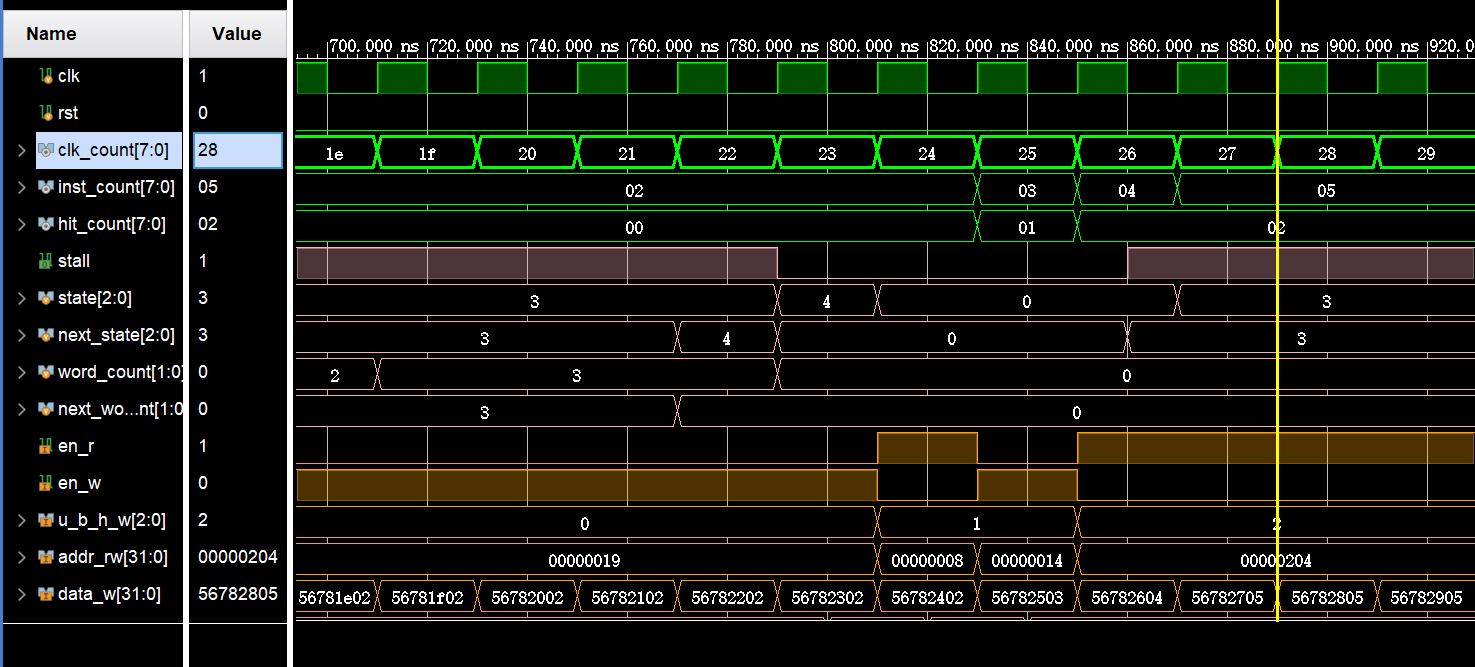 Name Value 700.000 ns 720.000 ns 740.000 ns 760.000 ns 780.000 ns 800.000 ns 820.000 ns 840.000 ns 860.000 ns 880.000 ns 900.000 ns 920.0
clk 1
rst 0
clk_count[7:0] 28 1e 1f 20 21 22 23 24 25 26 27 28 29
inst_count[7:0] 05 02 03 04 05
hit_count[7:0] 02 00 01 02
stall 1
state[2:0] 3 3 4 0 3
next_state[2:0] 3 3 4 0 3
word_count[1:0] 0 2 3 0
next_wo...nt[1:0 0 3 0
en_r 1
en_w 0
u_b_h_w[2:0] 2 0 1 2
addr_rw[31:0] 00000204 00000019 00000008 00000014 00000204
data_w[31:0] 56782805 56781e02 56781f02 56782002 56782102 56782202 56782302 56782402 56782503 56782604 56782705 56782805 56782905